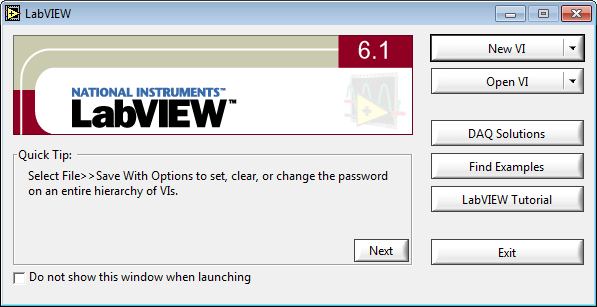 LabVIEW
6.1
NATIONAL INSTRUMENTS™
LabVIEW™
Quick Tip:
Select File>>Save With Options to set, clear, or change the password
on an entire hierarchy of VIs.
Next
Do not show this window when launching
New VI
Open VI
DAQ Solutions
Find Examples
LabVIEW Tutorial
Exit